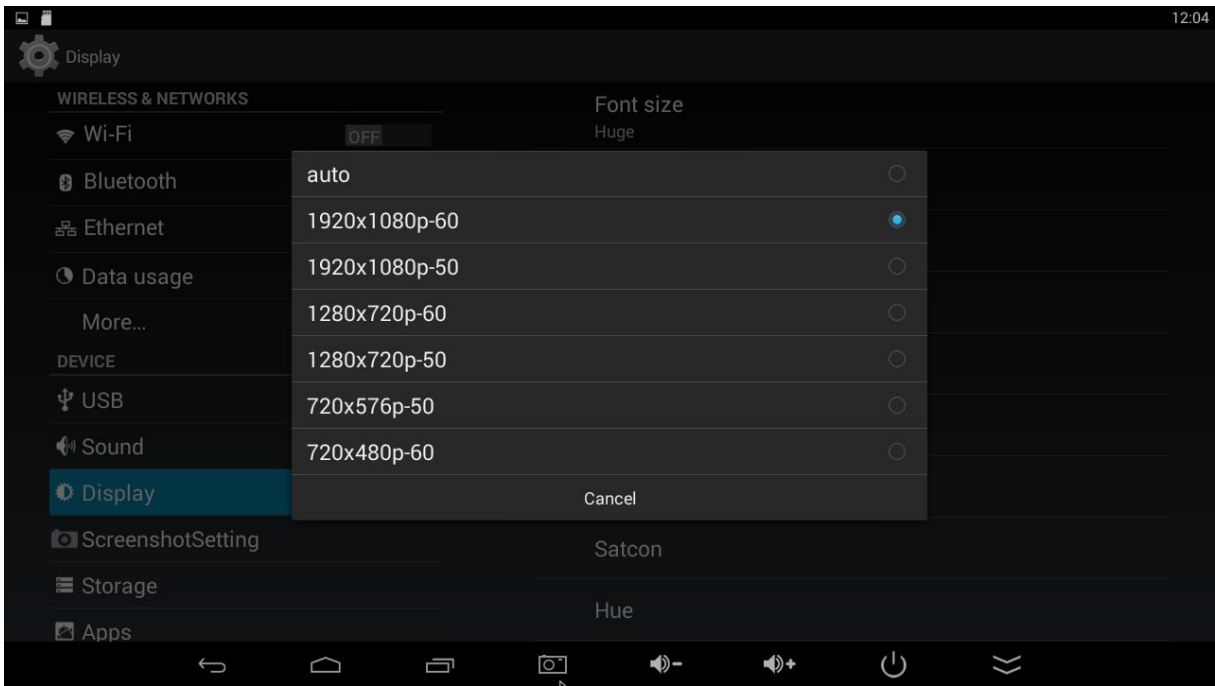 12:04
Display
WIRELESS & NETWORKS
Wi-Fi
OFF
Bluetooth
Ethernet
Data usage
More...
DEVICE
USB
Sound
Display
ScreenshotSetting
Storage
Apps
Font size
Huge
auto
1920x1080p-60
1920x1080p-50
1280x720p-60
1280x720p-50
720x576p-50
720x480p-60
Cancel
Satcon
Hue